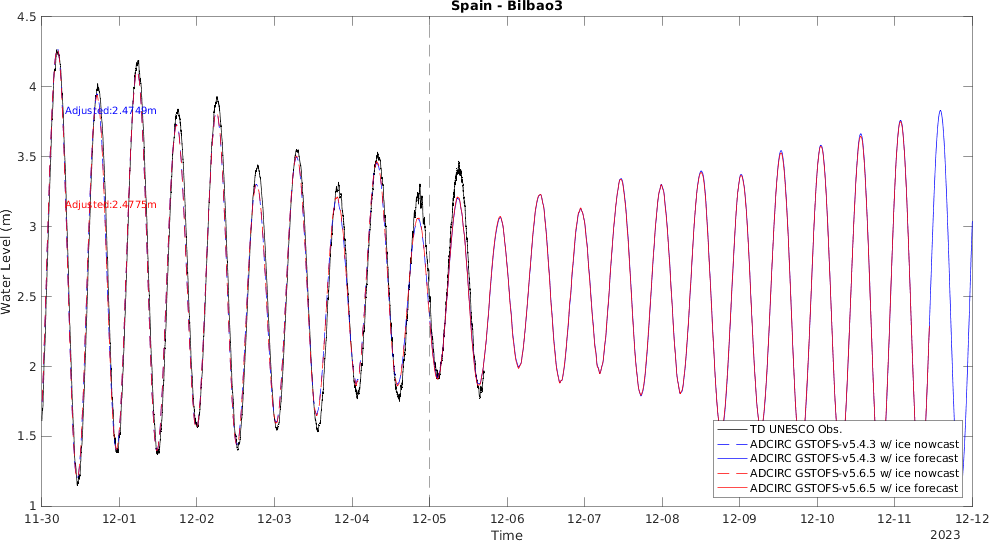 Spain - Bilbao3
4.5
4
3.5
3
2.5
2
1.5
1
Water Level (m)
Adjusted:2.4749m
Adjusted:2.4775m
TD UNESCO Obs.
ADCIRC GSTOFS-v5.4.3 w/ ice nowcast
ADCIRC GSTOFS-v5.4.3 w/ ice forecast
ADCIRC GSTOFS-v5.6.5 w/ ice nowcast
ADCIRC GSTOFS-v5.6.5 w/ ice forecast
11-30 12-01 12-02 12-03 12-04 12-05 12-06 12-07 12-08 12-09 12-10 12-11 12-12
Time
2023